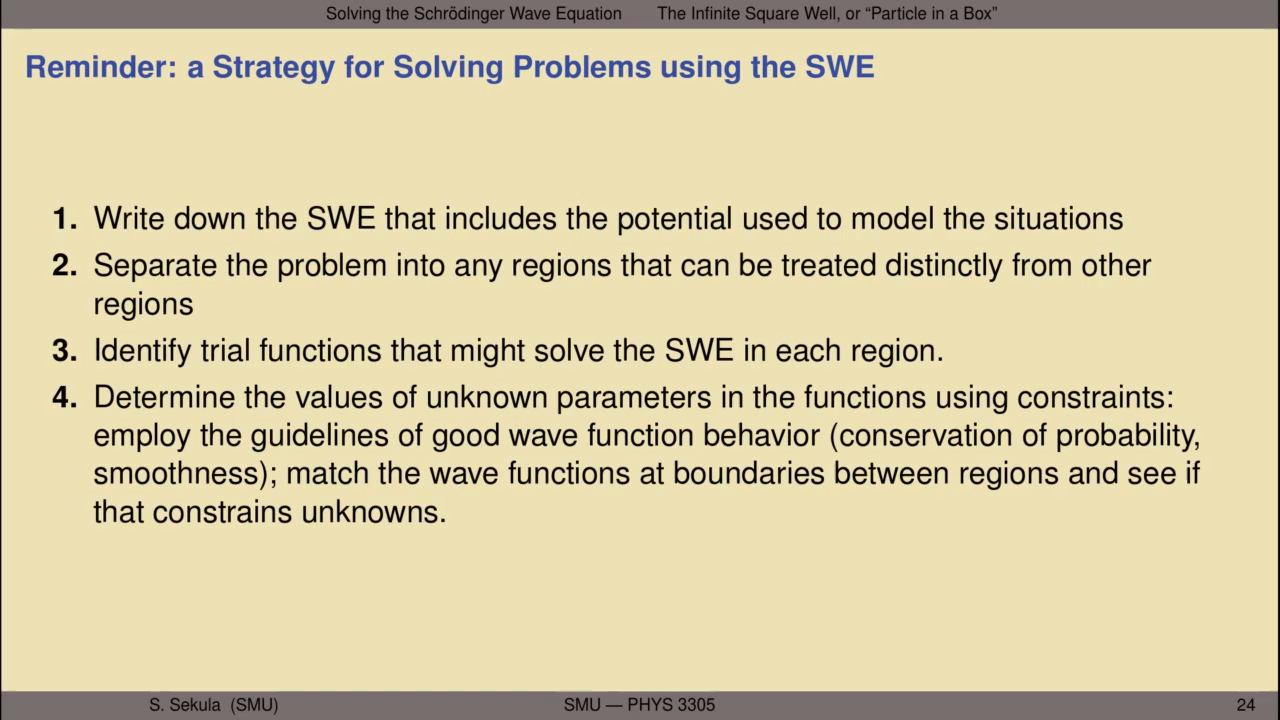 Solving the Schrödinger Wave Equation The Infinite Square Well, or “Particle in a Box”
Reminder: a Strategy for Solving Problems using the SWE
1. Write down the SWE that includes the potential used to model the situations
2. Separate the problem into any regions that can be treated distinctly from other
regions
3. Identify trial functions that might solve the SWE in each region.
4. Determine the values of unknown parameters in the functions using constraints:
employ the guidelines of good wave function behavior (conservation of probability,
smoothness); match the wave functions at boundaries between regions and see if
that constrains unknowns.
S. Sekula (SMU) SMU — PHYS 3305 24